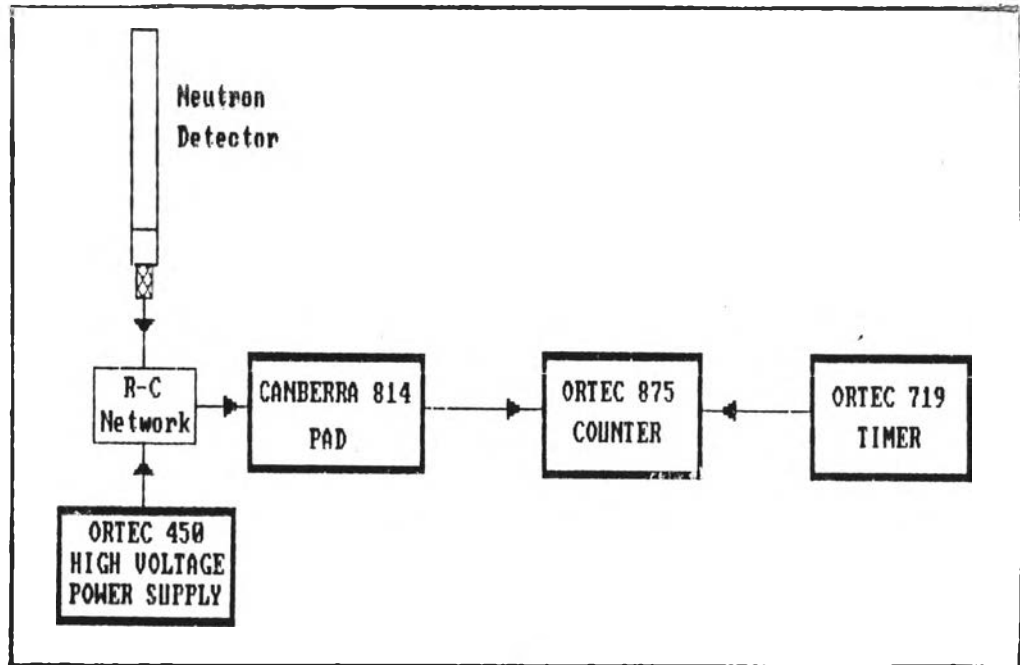 Neutron
Detector
R-C
Network
CANBERRA 814
PAD
ORTEC 875
COUNTER
ORTEC 719
TIMER
ORTEC 450
HIGH VOLTAGE
POWER SUPPLY